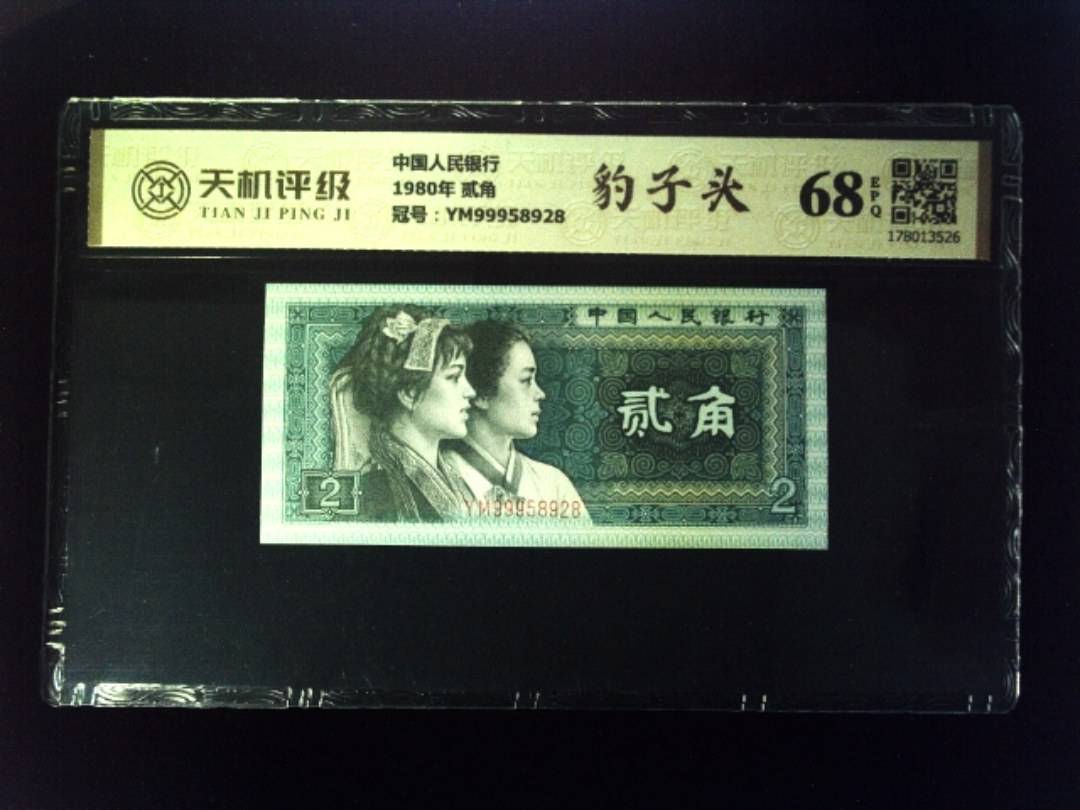 天机评级
TIAN JI PING JI
中国人民银行
1980年 贰角
冠号：YM99958928
豹子头
68
EPQ
178013526
中国人民银行
贰角
2
YM99958928
2